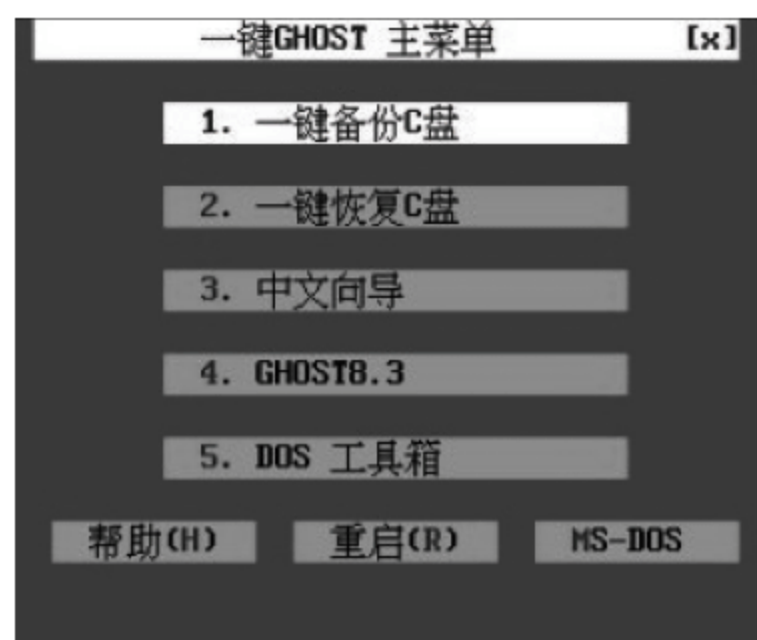 一键GHOST 主菜单 [x]
1. 一键备份C盘
2. 一键恢复C盘
3. 中文向导
4. GHOST8.3
5. DOS 工具箱
帮助(H) 重启(R) MS-DOS